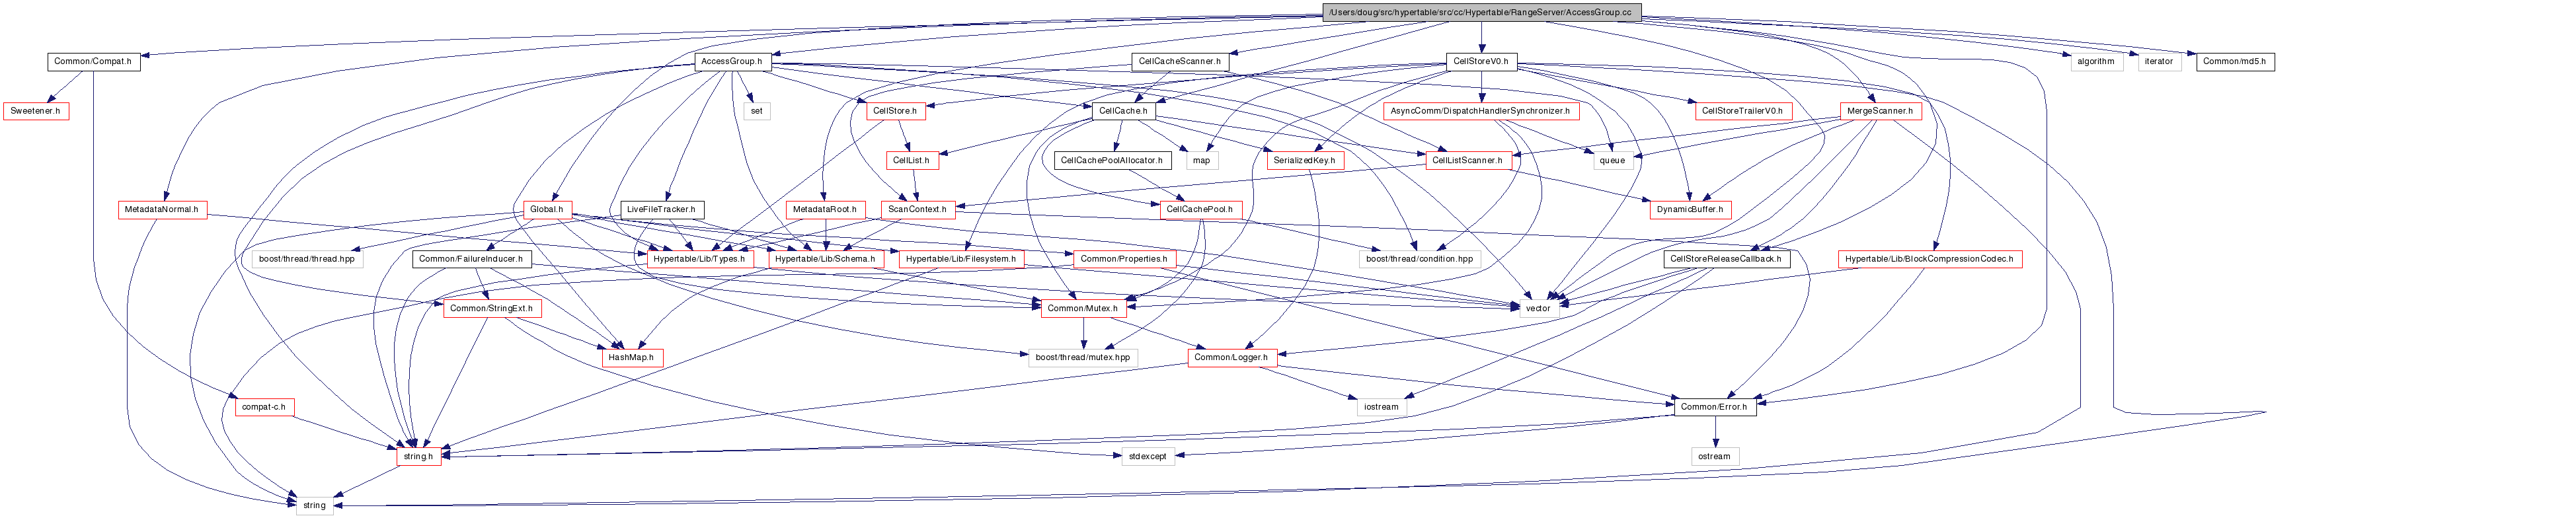 /Users/doug/src/hypertable/src/cc/Hypertable/RangeServer/AccessGroup.cc
Common/Compat.h
AccessGroup.h
CellCacheScanner.h
CellStoreV0.h
algorithm
iterator
Common/md5.h
Sweetener.h
set
CellStore.h
CellCache.h
AsyncComm/DispatchHandlerSynchronizer.h
CellStoreTrailerV0.h
MergeScanner.h
CellList.h
CellCachePoolAllocator.h
map
SerializedKey.h
CellListScanner.h
queue
MetadataNormal.h
Global.h
LiveFileTracker.h
MetadataRoot.h
ScanContext.h
CellCachePool.h
DynamicBuffer.h
boost/thread/thread.hpp
Common/FailureInducer.h
Hypertable/Lib/Types.h
Hypertable/Lib/Schema.h
Hypertable/Lib/Filesystem.h
Common/Properties.h
boost/thread/condition.hpp
CellStoreReleaseCallback.h
Hypertable/Lib/BlockCompressionCodec.h
Common/StringExt.h
Common/Mutex.h
vector
HashMap.h
boost/thread/mutex.hpp
Common/Logger.h
compat-c.h
iostream
Common/Error.h
string.h
stdexcept
ostream
string